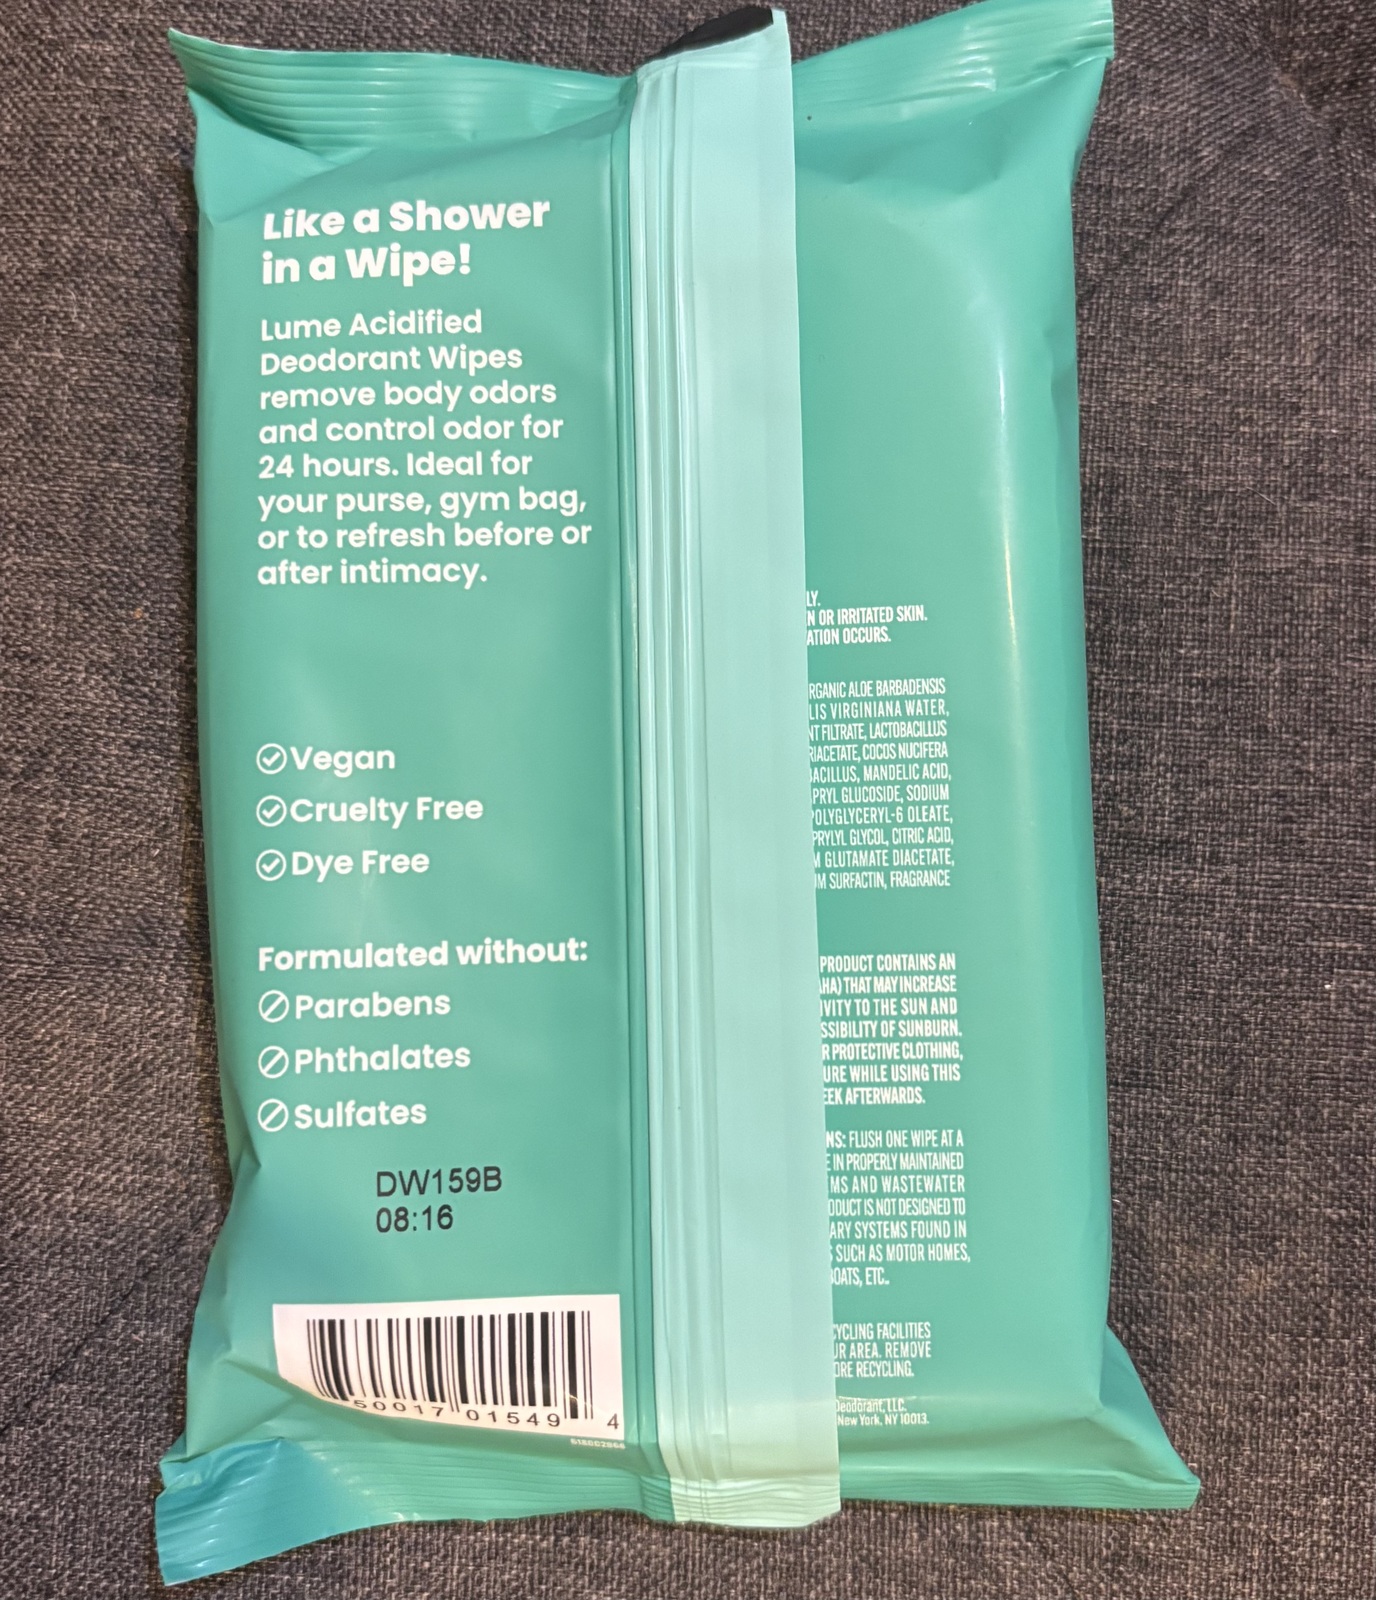 Like a Shower
in a Wipe!
Lume Acidified
Deodorant Wipes
remove body odors
and control odor for
24 hours. Ideal for
your purse, gym bag,
or to refresh before or
after intimacy.
Vegan
Cruelty Free
Dye Free
Formulated without:
Parabens
Phthalates
Sulfates
DW159B
08:16
50017 01549 4
LY.
N OR IRRITATED SKIN.
ATION OCCURS.
RGANIC ALOE BARBADENSIS
LIS VIRGINIANA WATER,
NT FILTRATE, LACTOBACILLUS
RIACETATE, COCOS NUCIFERA
ACILLUS, MANDELIC ACID,
PRYL GLUCOSIDE, SODIUM
POLYGLYCERYL-6 OLEATE,
PRYLYL GLYCOL, CITRIC ACID,
M GLUTAMATE DIACETATE,
UM SURFACTIN, FRAGRANCE
PRODUCT CONTAINS AN
AHA) THAT MAY INCREASE
IVITY TO THE SUN AND
SSIBILITY OF SUNBURN.
R PROTECTIVE CLOTHING,
URE WHILE USING THIS
EEK AFTERWARDS.
NS: FLUSH ONE WIPE AT A
E IN PROPERLY MAINTAINED
MS AND WASTEWATER
ODUCT IS NOT DESIGNED TO
ARY SYSTEMS FOUND IN
S SUCH AS MOTOR HOMES,
BOATS, ETC..
CYCLING FACILITIES
UR AREA. REMOVE
ORE RECYCLING.
Deodorant, LLC.
New York, NY 10013.